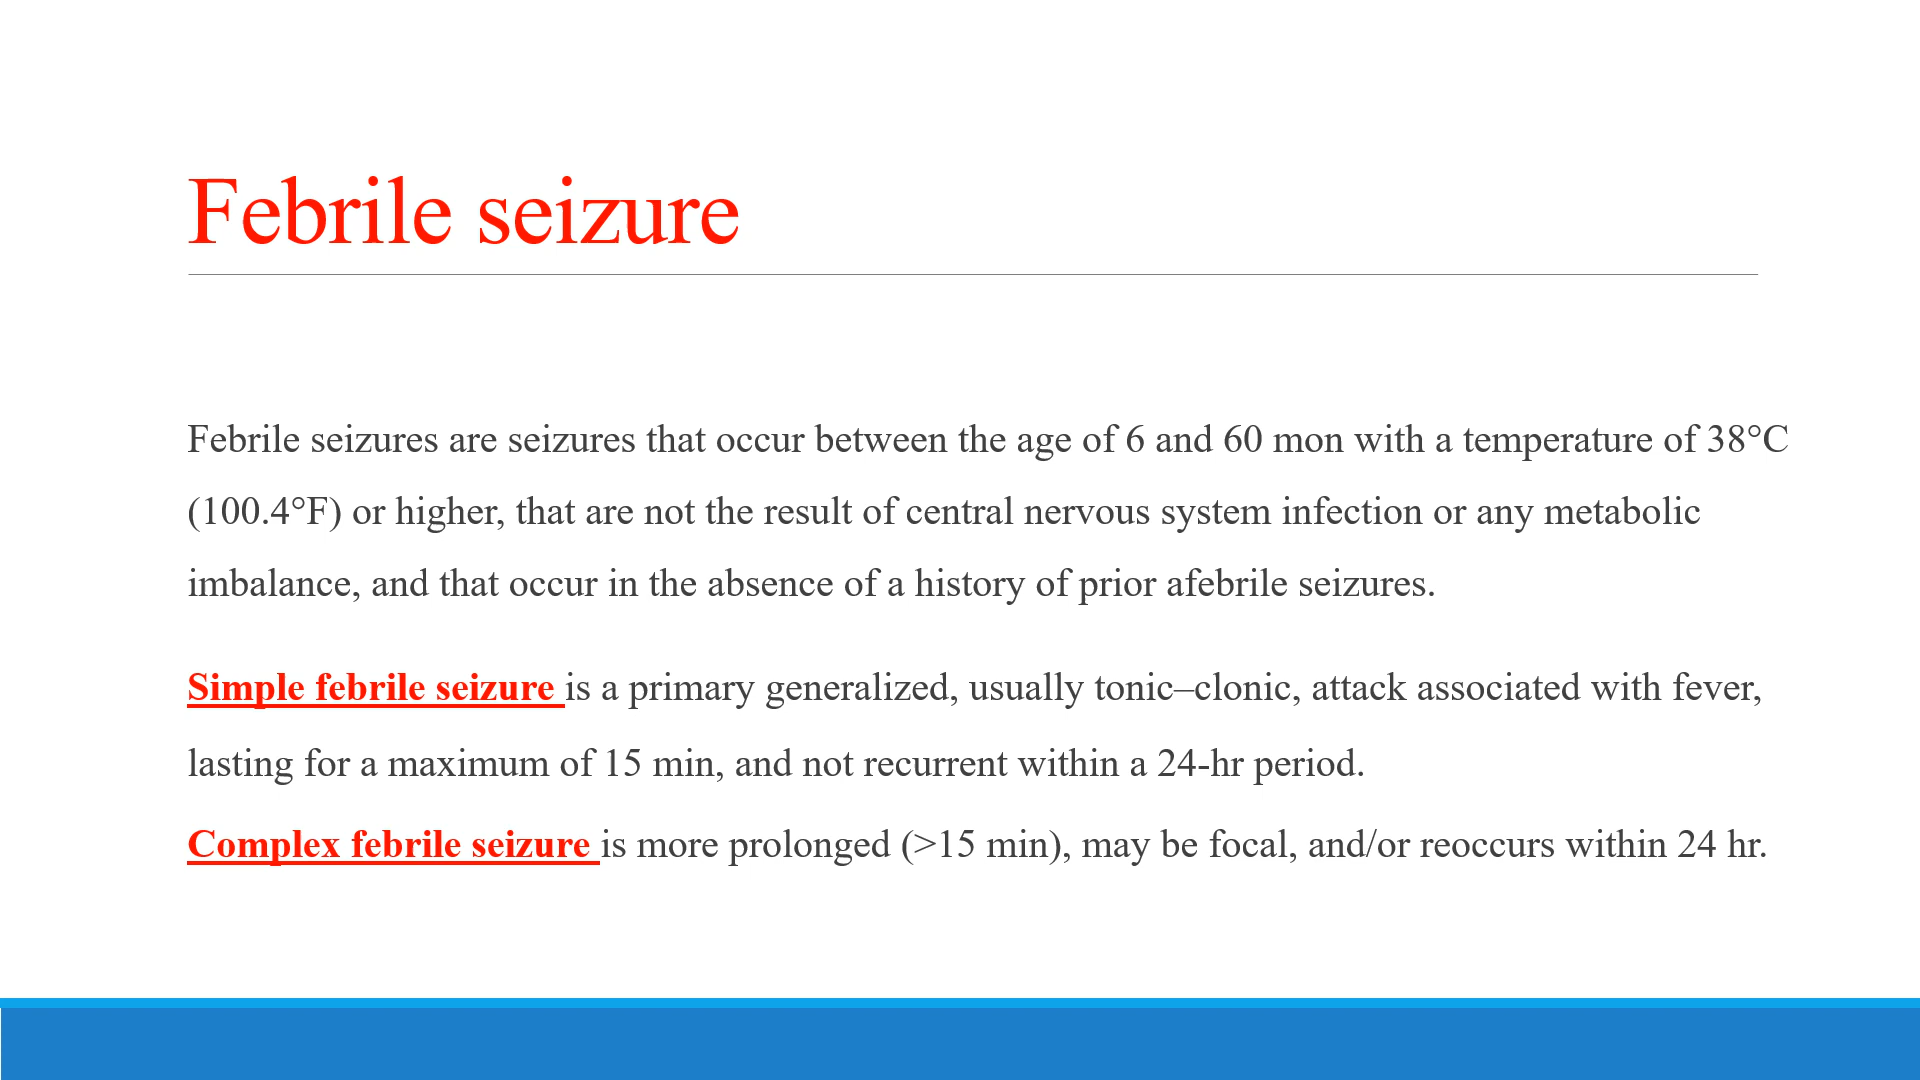 Febrile seizure
Febrile seizures are seizures that occur between the age of 6 and 60 mon with a temperature of 38°C
(100.4°F) or higher, that are not the result of central nervous system infection or any metabolic
imbalance, and that occur in the absence of a history of prior afebrile seizures.
Simple febrile seizure is a primary generalized, usually tonic–clonic, attack associated with fever,
lasting for a maximum of 15 min, and not recurrent within a 24-hr period.
Complex febrile seizure is more prolonged (>15 min), may be focal, and/or reoccurs within 24 hr.